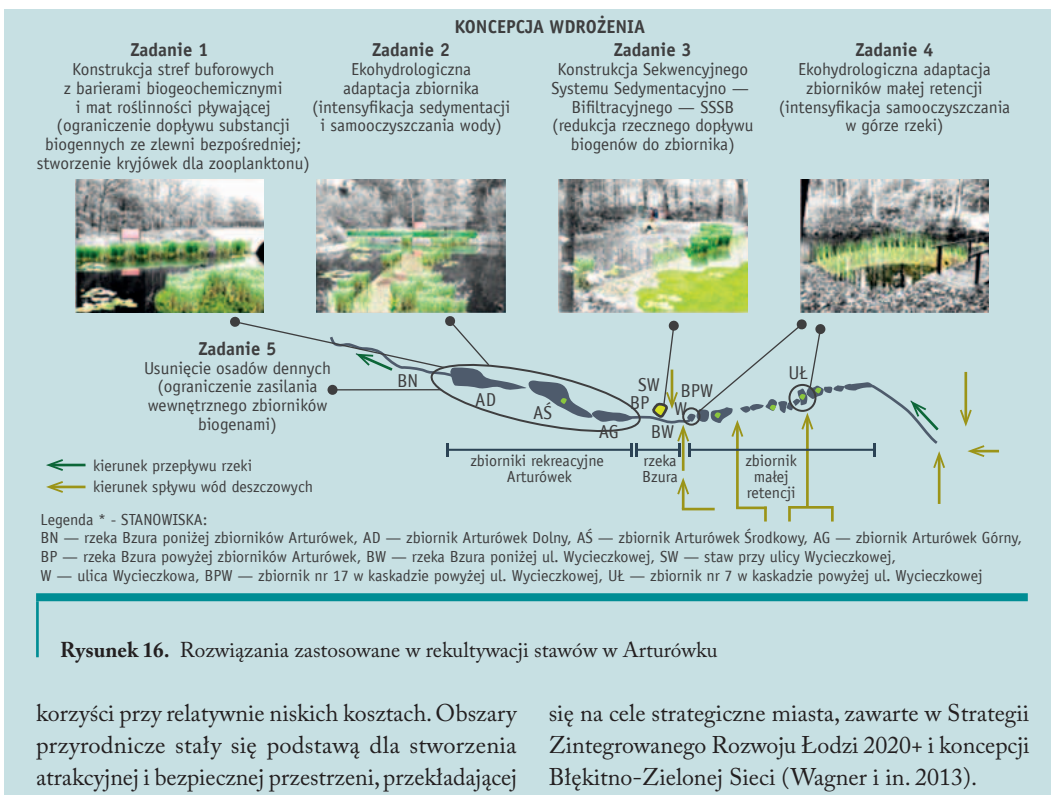 KONCEPCJA WDROŻENIA
Zadanie 1
Konstrukcja stref buforowych
z barierami biogeochemicznymi
i mat roślinności pływającej
(ograniczenie dopływu substancji
biogennych ze zlewni bezpośredniej;
stworzenie kryjówek dla zooplanktonu)
Zadanie 2
Ekohydrologiczna
adaptacja zbiornika
(intensyfikacja sedymentacji
i samooczyszczania wody)
Zadanie 3
Konstrukcja Sekwencyjnego
Systemu Sedymentacyjno —
Bifiltracyjnego — SSSB
(redukcja rzecznego dopływu
biogenów do zbiornika)
Zadanie 4
Ekohydrologiczna adaptacja
zbiorników małej retencji
(intensyfikacja samooczyszczania
w górze rzeki)
Zadanie 5
Usunięcie osadów dennych
(ograniczenie zasilania
wewnętrznego zbiorników
biogenami)
BN
AD
AŚ
AG
SW
BP
BW
W
BPW
UŁ
zbiorniki rekreacyjne
Arturówek
rzeka
Bzura
zbiornik
małej
retencji
kierunek przepływu rzeki
kierunek spływu wód deszczowych
Legenda * - STANOWISKA:
BN — rzeka Bzura poniżej zbiorników Arturówek, AD — zbiornik Arturówek Dolny, AŚ — zbiornik Arturówek Środkowy, AG — zbiornik Arturówek Górny,
BP — rzeka Bzura powyżej zbiorników Arturówek, BW — rzeka Bzura poniżej ul. Wycieczkowej, SW — staw przy ulicy Wycieczkowej,
W — ulica Wycieczkowa, BPW — zbiornik nr 17 w kaskadzie powyżej ul. Wycieczkowej, UŁ — zbiornik nr 7 w kaskadzie powyżej ul. Wycieczkowej
Rysunek 16. Rozwiązania zastosowane w rekultywacji stawów w Arturówku
korzyści przy relatywnie niskich kosztach. Obszary
przyrodnicze stały się podstawą dla stworzenia
atrakcyjnej i bezpiecznej przestrzeni, przekładającej
się na cele strategiczne miasta, zawarte w Strategii
Zintegrowanego Rozwoju Łodzi 2020+ i koncepcji
Błękitno-Zielonej Sieci (Wagner i in. 2013).